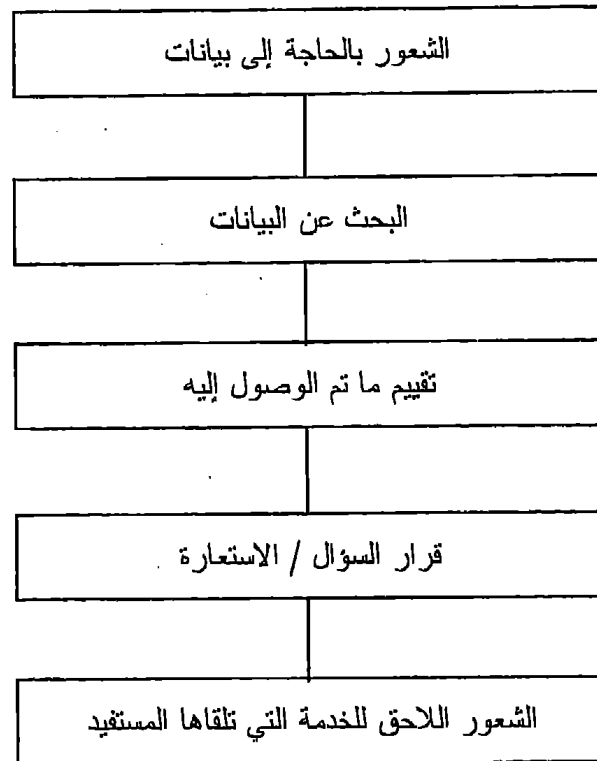 الشعور بالحاجة إلى بيانات
البحث عن البيانات
تقييم ما تم الوصول إليه
قرار السؤال / الاستعارة
الشعور اللاحق للخدمة التي تلقاها المستفيد